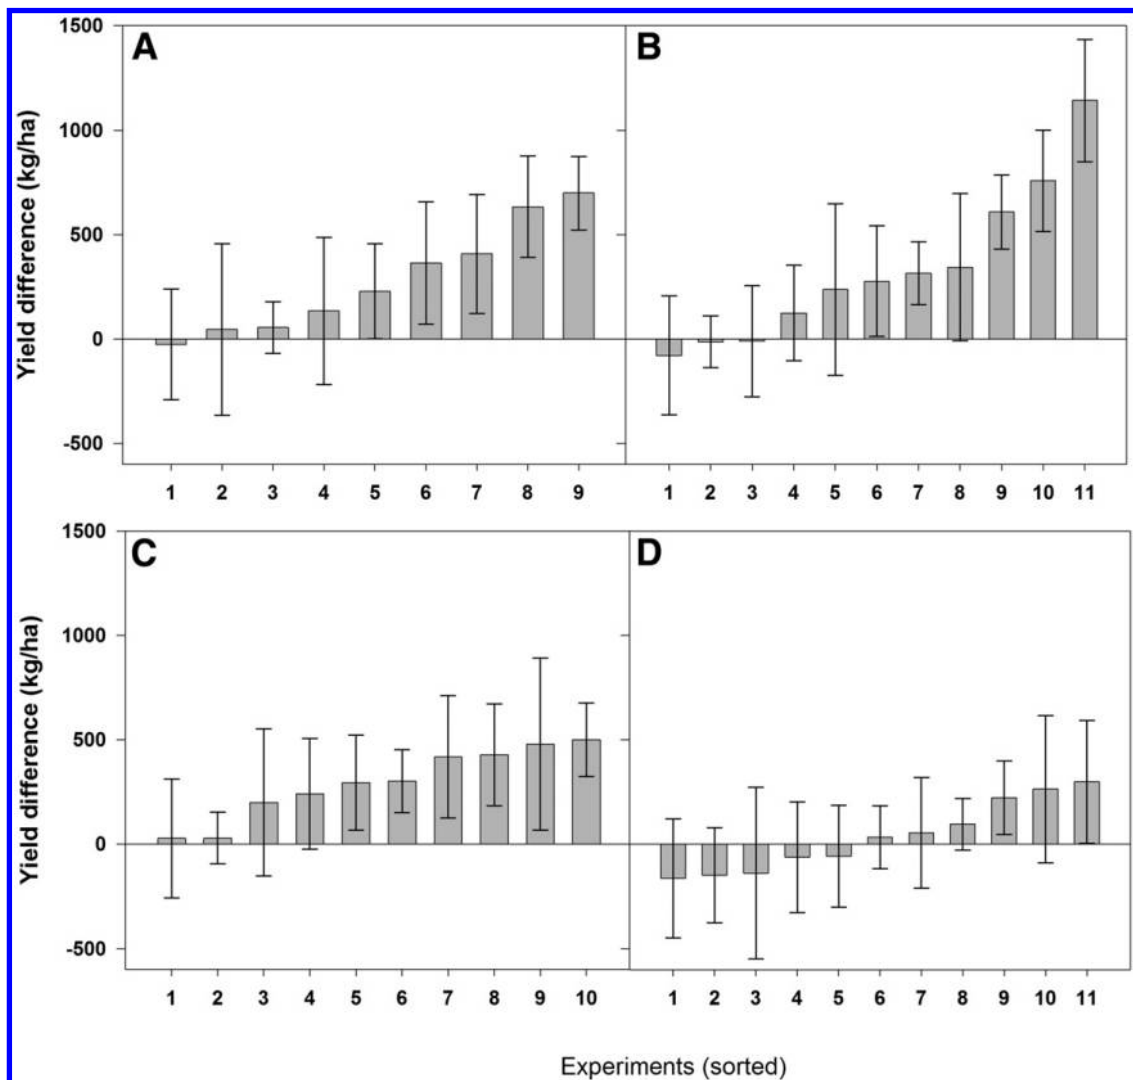 A
B
Yield difference (kg/ha)
1500
1000
500
0
-500
1 2 3 4 5 6 7 8 9
1 2 3 4 5 6 7 8 9 10 11
C
D
Yield difference (kg/ha)
1500
1000
500
0
-500
1 2 3 4 5 6 7 8 9 10
1 2 3 4 5 6 7 8 9 10 11
Experiments (sorted)